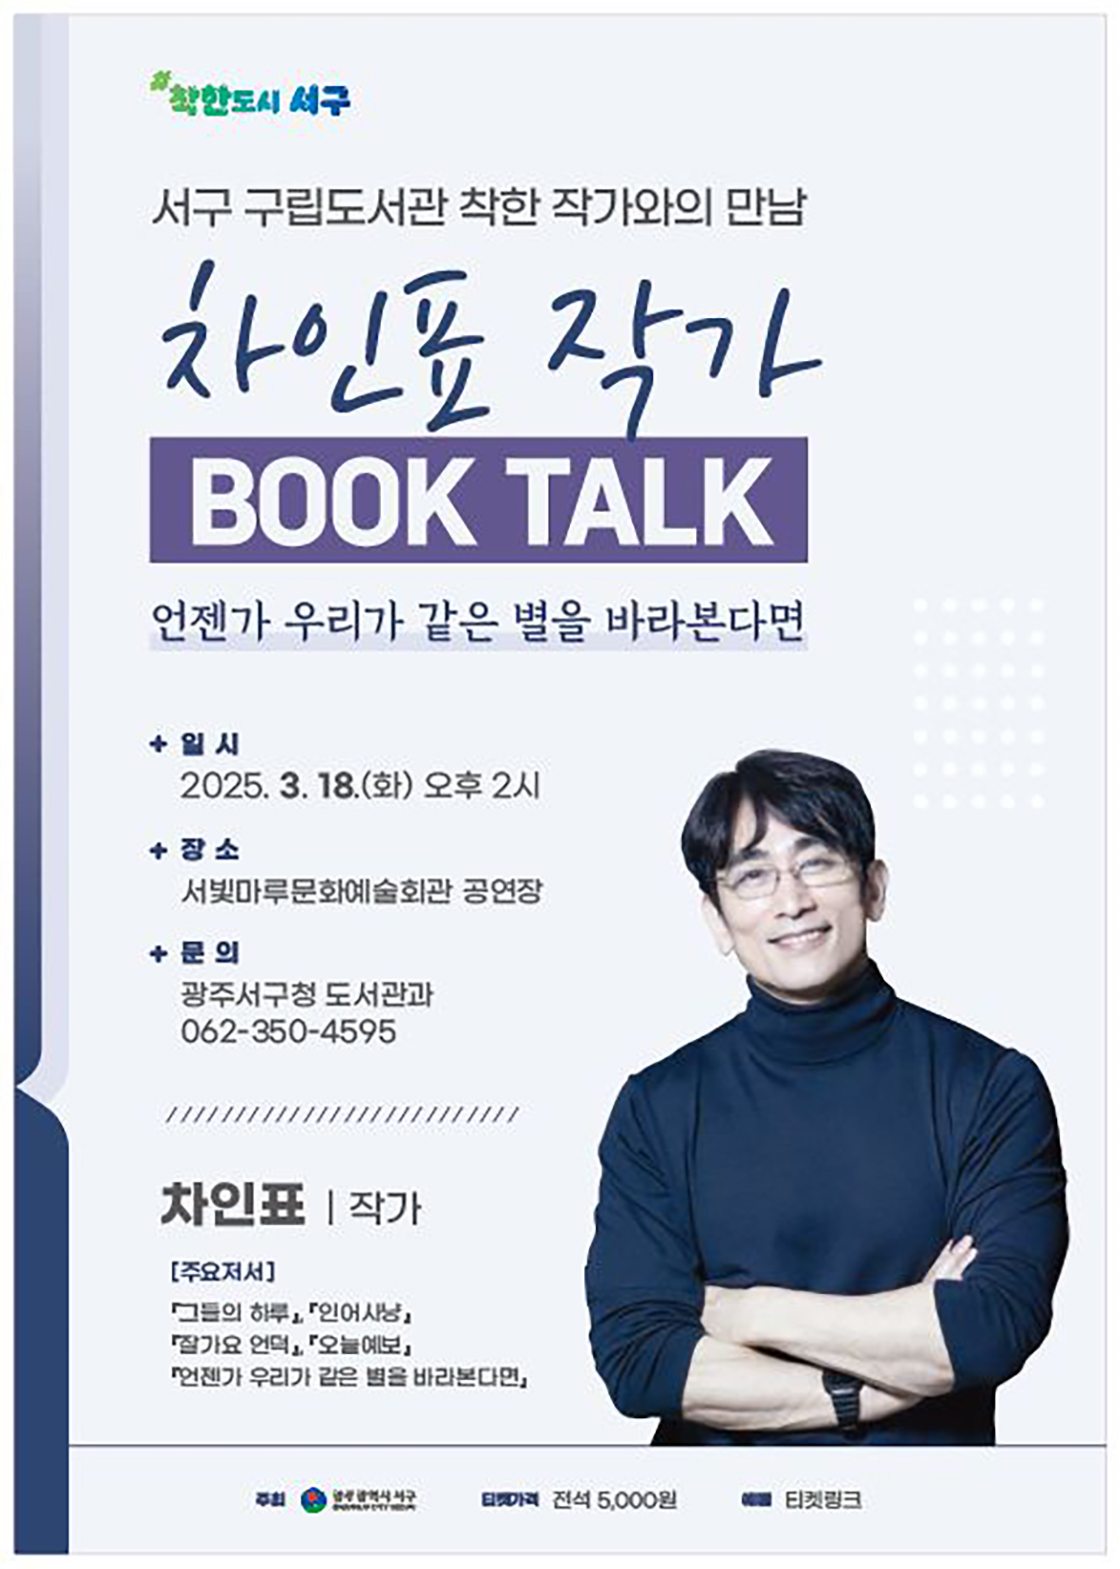 #착한도시 서구
서구 구립도서관 착한 작가와의 만남
차인표 작가
BOOK TALK
언젠가 우리가 같은 별을 바라본다면
+ 일 시
2025. 3. 18.(화) 오후 2시
+ 장 소
서빛마루문화예술회관 공연장
+ 문 의
광주서구청 도서관과
062-350-4595
차인표 | 작가
[주요저서]
『그들의 하루』, 『인어사냥』
『잘가요 언덕』, 『오늘예보』
『언젠가 우리가 같은 별을 바라본다면』
주최 광주광역시 서구 티켓가격 전석 5,000원 예매 티켓링크